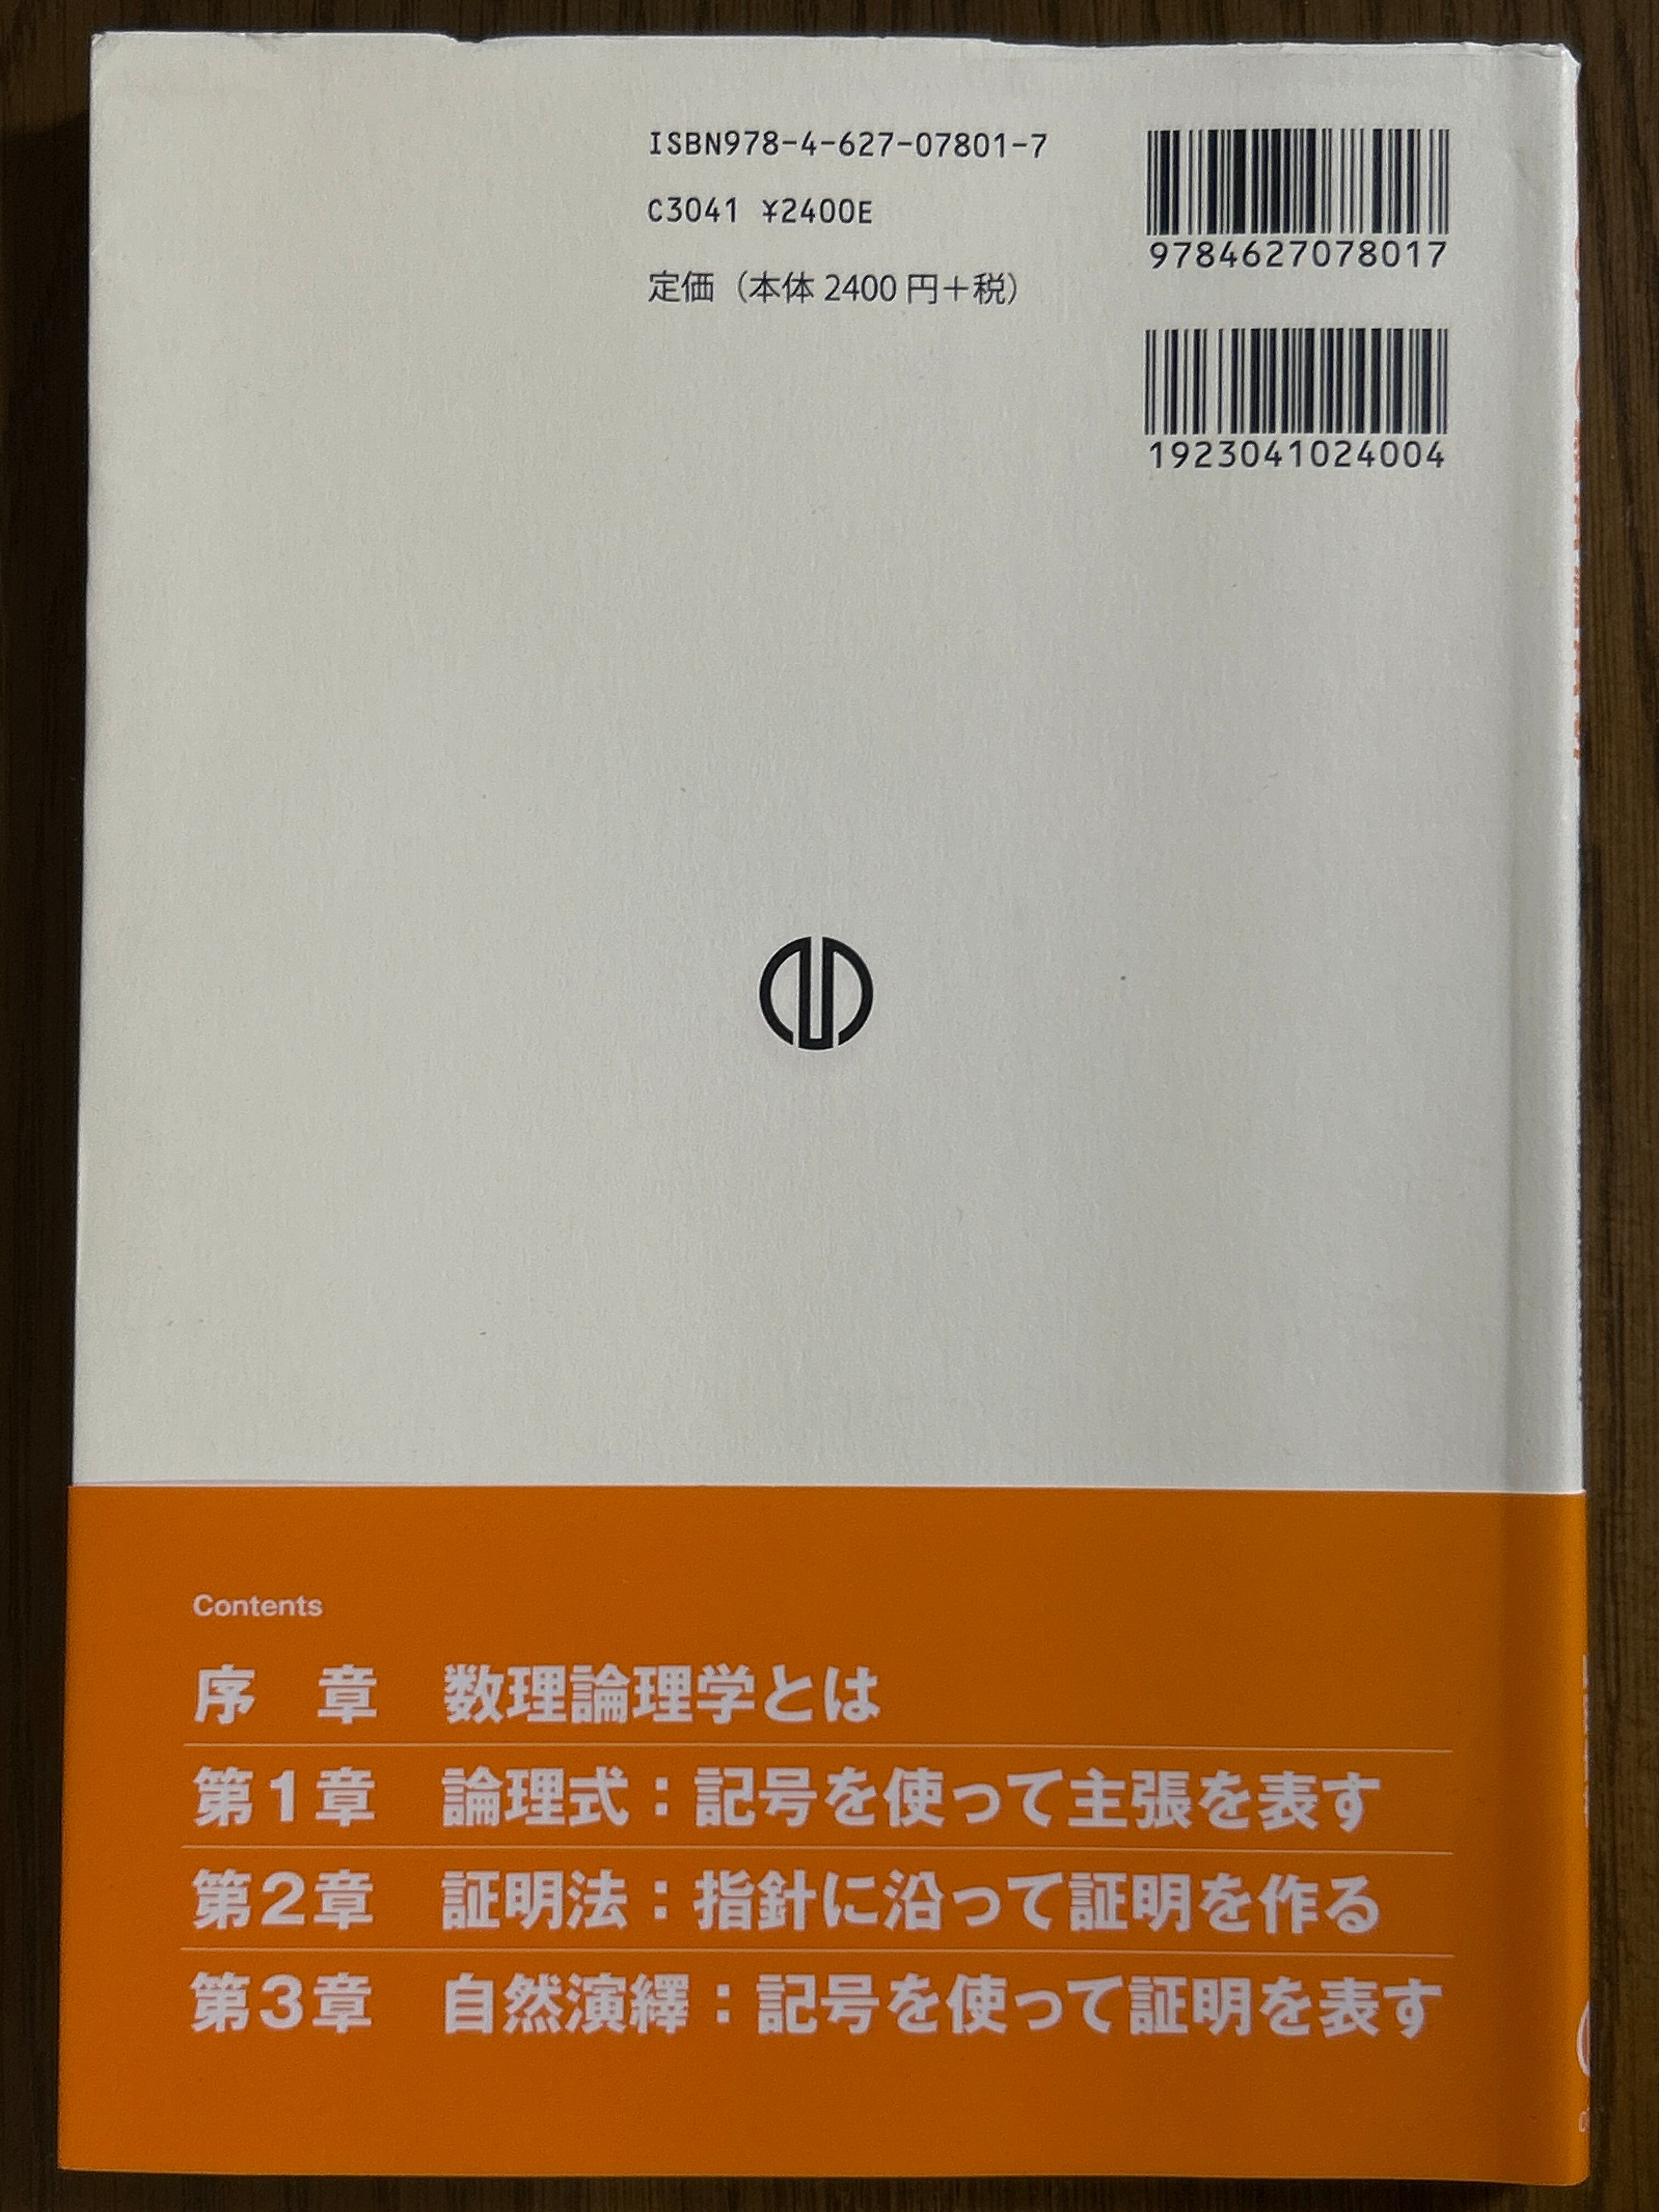 ISBN978-4-627-07801-7
C3041 ¥2400E
定価（本体2400円＋税）
9784627078017
1923041024004
Contents
序　章　数理論理学とは
第1章　論理式：記号を使って主張を表す
第2章　証明法：指針に沿って証明を作る
第3章　自然演繹：記号を使って証明を表す